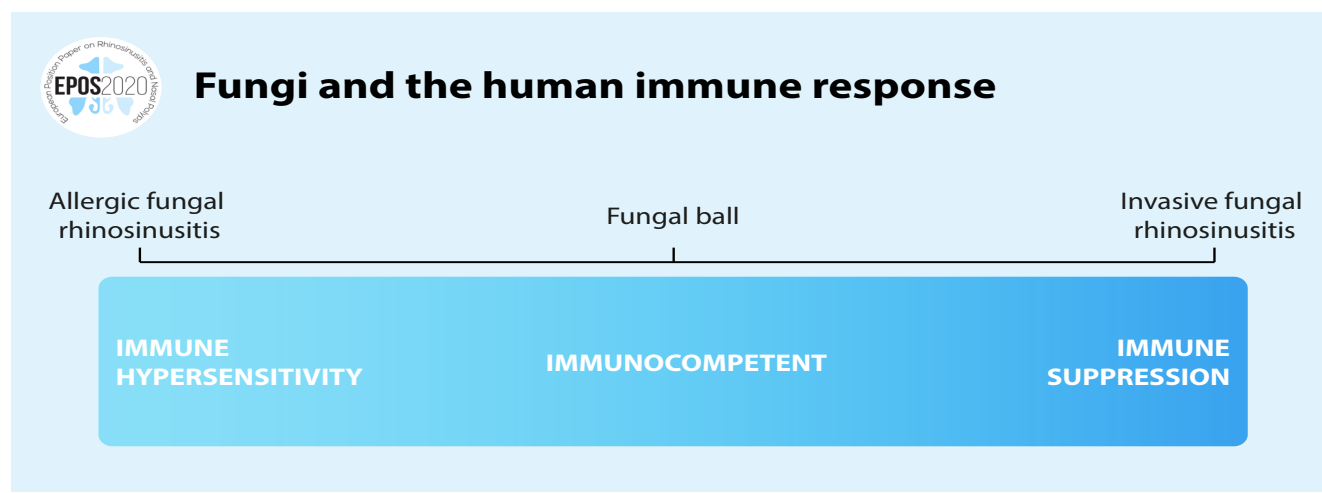 European Position Paper on Rhinosinusitis and Nasal Polyps
EPOS2020
Fungi and the human immune response
Allergic fungal
rhinosinusitis
Fungal ball
Invasive fungal
rhinosinusitis
IMMUNE
HYPERSENSITIVITY
IMMUNOCOMPETENT
IMMUNE
SUPPRESSION